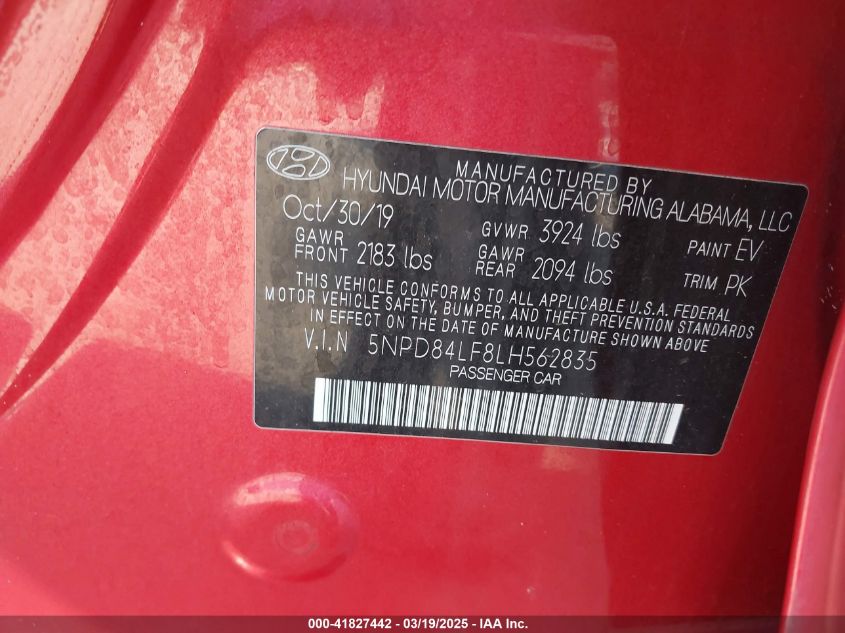 MANUFACTURED BY
HYUNDAI MOTOR MANUFACTURING ALABAMA, LLC
Oct/30/19 GVWR 3924 lbs PAINT EV
GAWR FRONT 2183 lbs GAWR REAR 2094 lbs TRIM PK
THIS VEHICLE CONFORMS TO ALL APPLICABLE U.S.A. FEDERAL
MOTOR VEHICLE SAFETY, BUMPER, AND THEFT PREVENTION STANDARDS
IN EFFECT ON THE DATE OF MANUFACTURE SHOWN ABOVE
V.I.N 5NPD84LF8LH562835
PASSENGER CAR
000-41827442 - 03/19/2025 - IAA Inc.